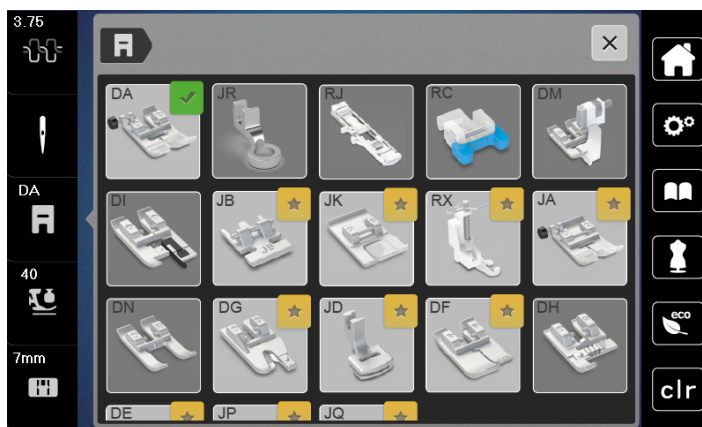 3.75
DA JR RJ RC DM
DA
DI JB JK RX JA
40
DN DG JD DF DH
eco
7mm
clr
DE JP JQ